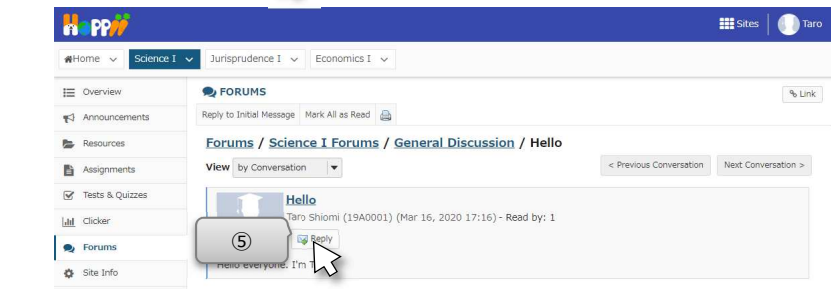 Hoppii
Sites Taro
Home Science I Jurisprudence I Economics I
Overview
Announcements
Resources
Assignments
Tests & Quizzes
Clicker
Forums
Site Info
FORUMS
Link
Reply to Initial Message Mark All as Read
Forums / Science I Forums / General Discussion / Hello
View by Conversation
< Previous Conversation Next Conversation >
Hello
Taro Shiomi (19A0001) (Mar 16, 2020 17:16) - Read by: 1
⑤
Reply
Hello everyone. I'm